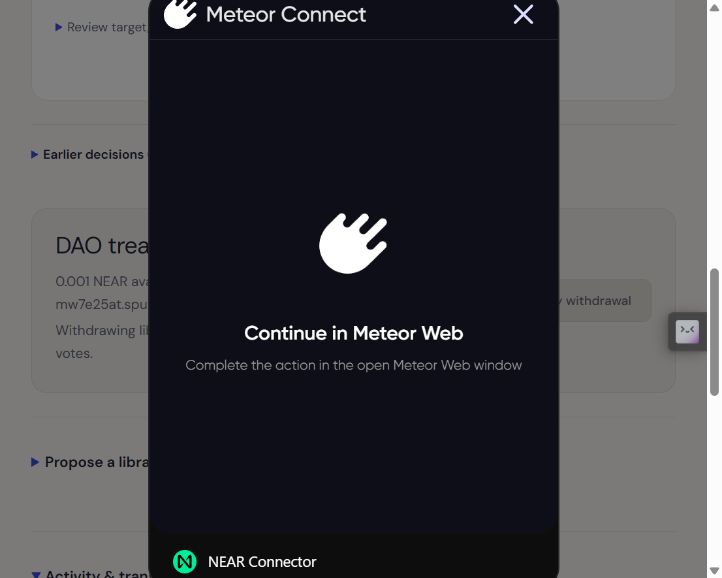 Meteor Connect
Review target,
Earlier decisions
DAO trea
0.001 NEAR ava
mw7e25at.spu
y withdrawal
Withdrawing lib
votes.
Continue in Meteor Web
Complete the action in the open Meteor Web window
Propose a libra
NEAR Connector
Activity & tran